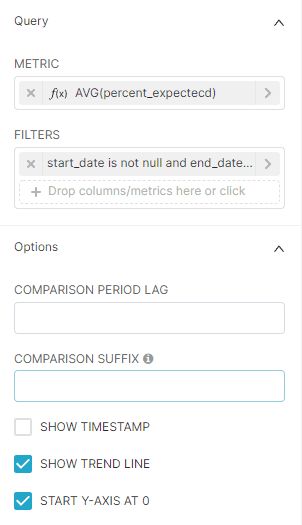 Query
METRIC
f(x) AVG(percent_expectecd)
FILTERS
start_date is not null and end_date...
+ Drop columns/metrics here or click
Options
COMPARISON PERIOD LAG
COMPARISON SUFFIX
SHOW TIMESTAMP
SHOW TREND LINE
START Y-AXIS AT 0